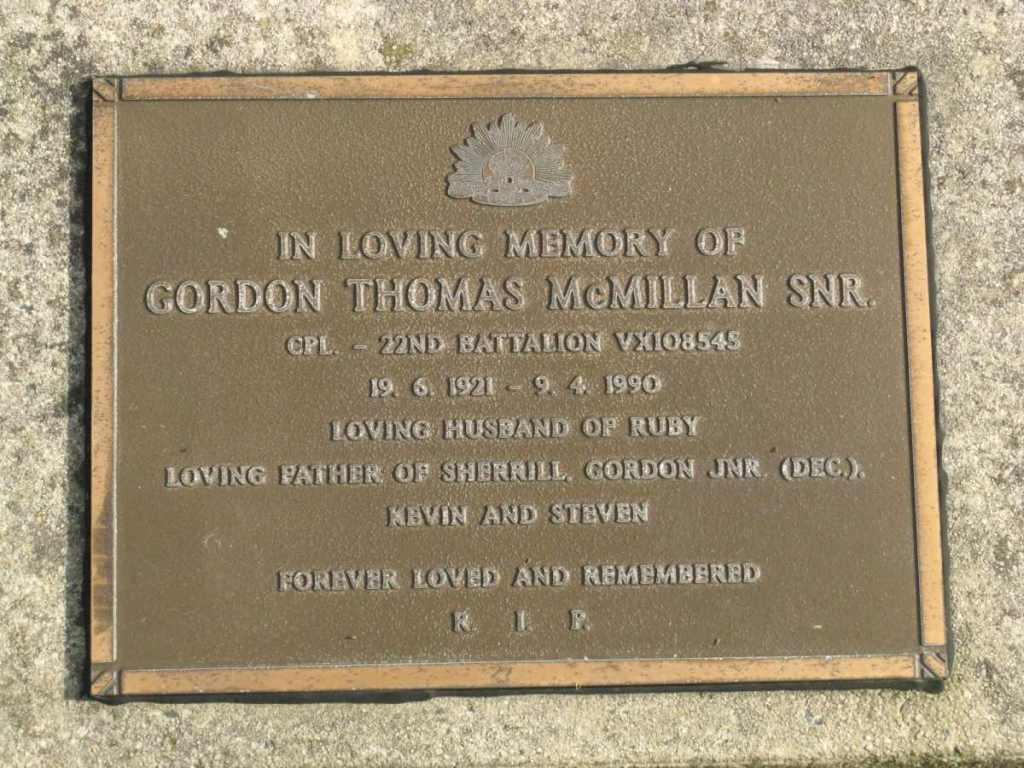 IN LOVING MEMORY OF
GORDON THOMAS McMILLAN SNR.
CPL. - 22ND BATTALION VX108545
19. 6. 1921 - 9. 4. 1990
LOVING HUSBAND OF RUBY
LOVING FATHER OF SHERRILL, GORDON JNR. (DEC.),
KEVIN AND STEVEN
FOREVER LOVED AND REMEMBERED
R. I. P.